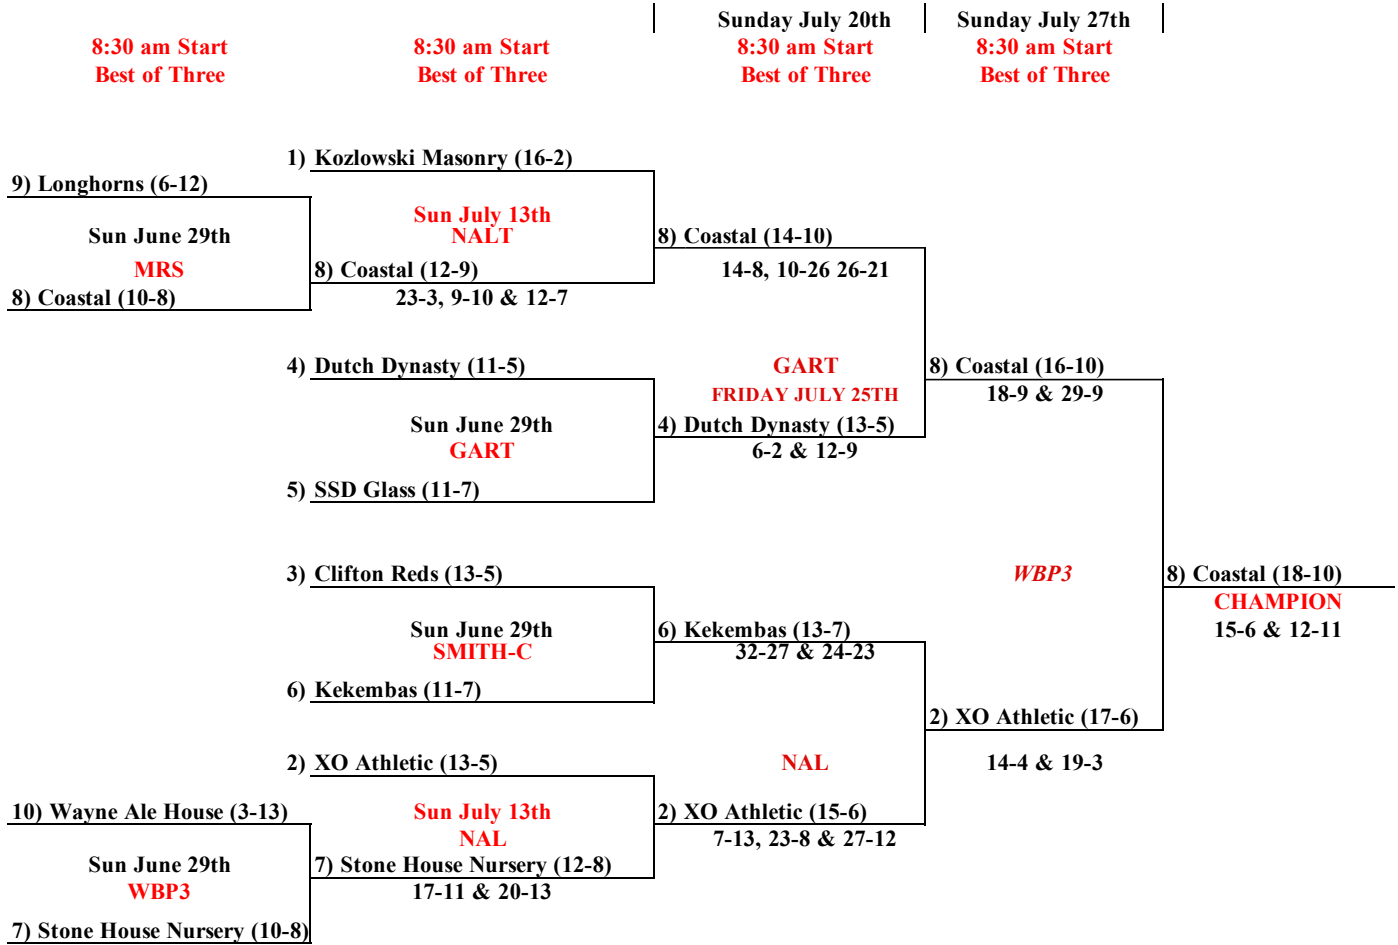 Sunday July 20th
Sunday July 27th
8:30 am Start
8:30 am Start
8:30 am Start
8:30 am Start
Best of Three
Best of Three
Best of Three
Best of Three
1) Kozlowski Masonry (16-2)
9) Longhorns (6-12)
Sun July 13th
Sun June 29th
NALT
8) Coastal (14-10)
MRS
8) Coastal (12-9)
14-8, 10-26 26-21
8) Coastal (10-8)
23-3, 9-10 & 12-7
4) Dutch Dynasty (11-5)
GART
8) Coastal (16-10)
FRIDAY JULY 25TH
18-9 & 29-9
Sun June 29th
4) Dutch Dynasty (13-5)
GART
6-2 & 12-9
5) SSD Glass (11-7)
3) Clifton Reds (13-5)
WBP3
8) Coastal (18-10)
CHAMPION
Sun June 29th
6) Kekembas (13-7)
15-6 & 12-11
SMITH-C
32-27 & 24-23
6) Kekembas (11-7)
2) XO Athletic (17-6)
2) XO Athletic (13-5)
NAL
14-4 & 19-3
10) Wayne Ale House (3-13)
Sun July 13th
2) XO Athletic (15-6)
NAL
7-13, 23-8 & 27-12
Sun June 29th
7) Stone House Nursery (12-8)
WBP3
17-11 & 20-13
7) Stone House Nursery (10-8)